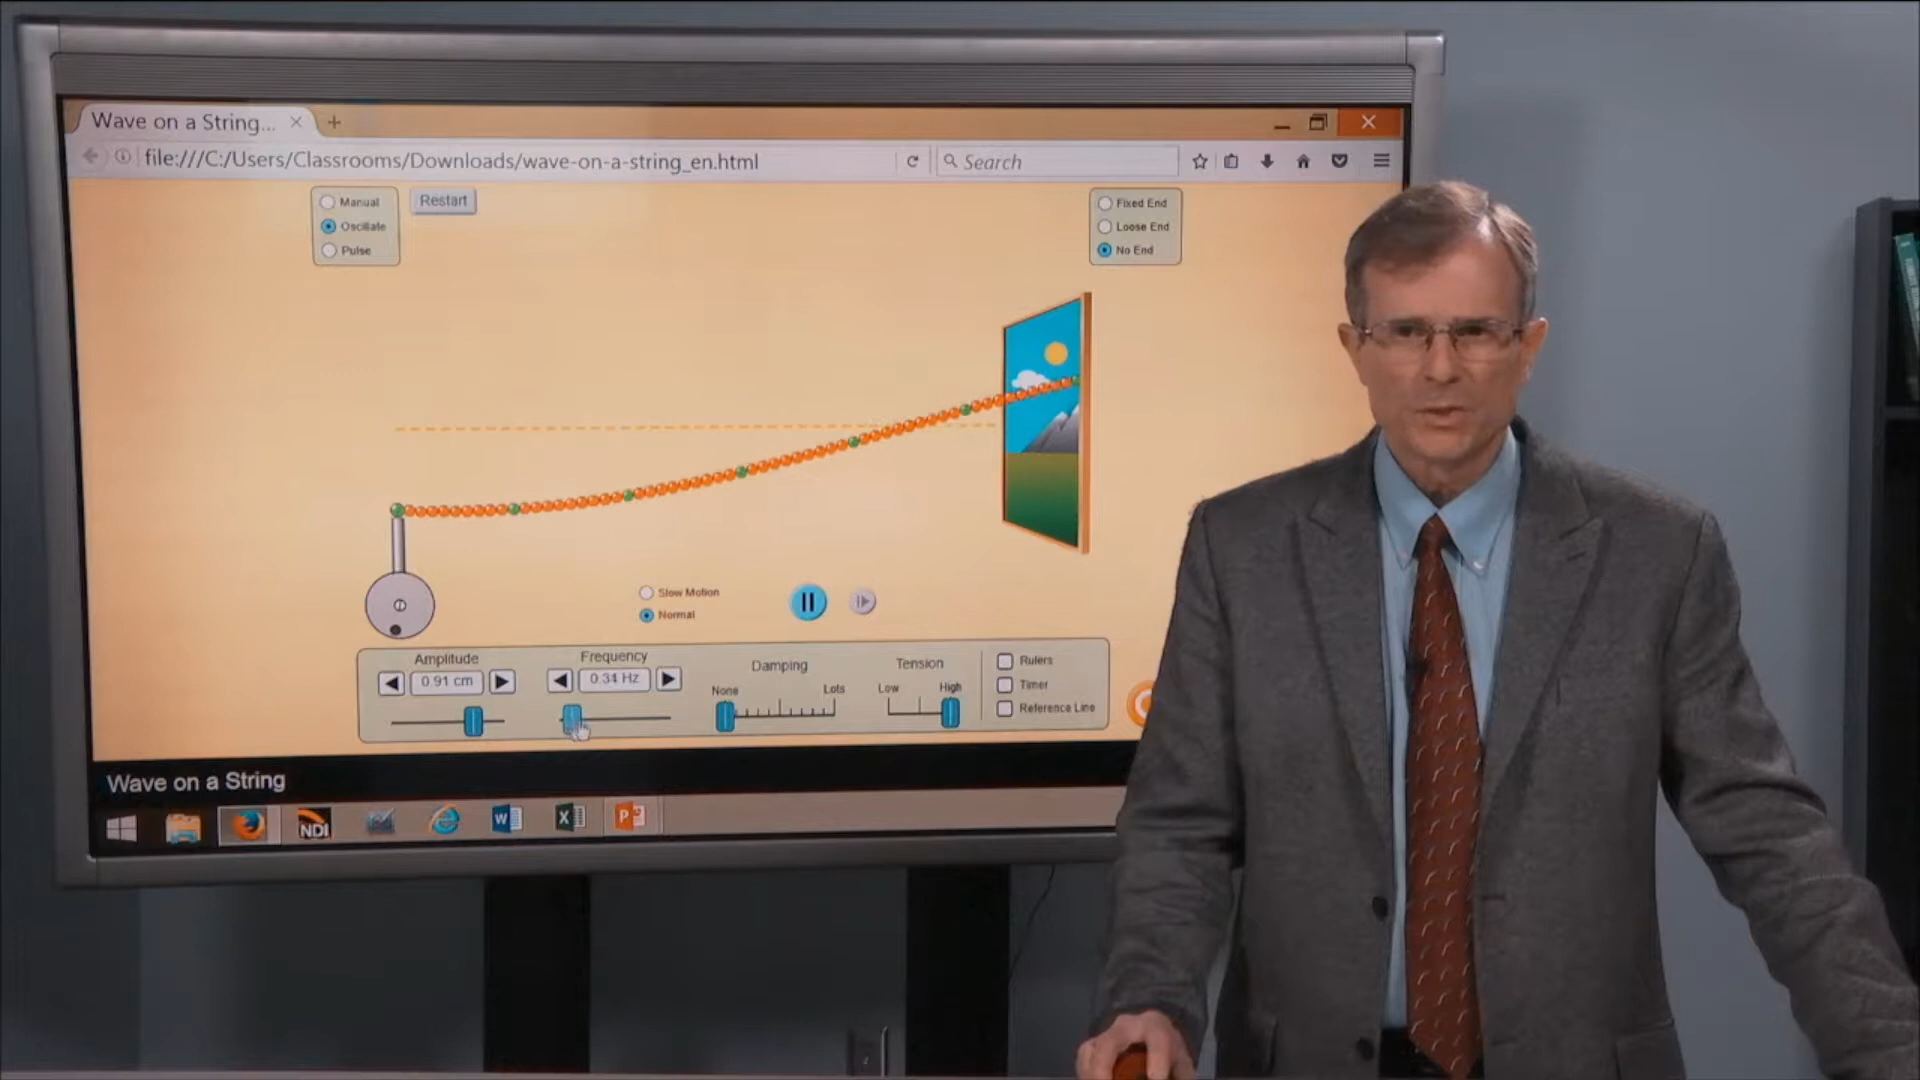 Wave on a String...
file:///C:/Users/Classrooms/Downloads/wave-on-a-string_en.html
Search
Manual
Oscillate
Pulse
Restart
Fixed End
Loose End
No End
Slow Motion
Normal
Amplitude
0.91 cm
Frequency
0.34 Hz
Damping
None
Lots
Tension
Low
High
Rulers
Timer
Reference Line
Wave on a String
NDI